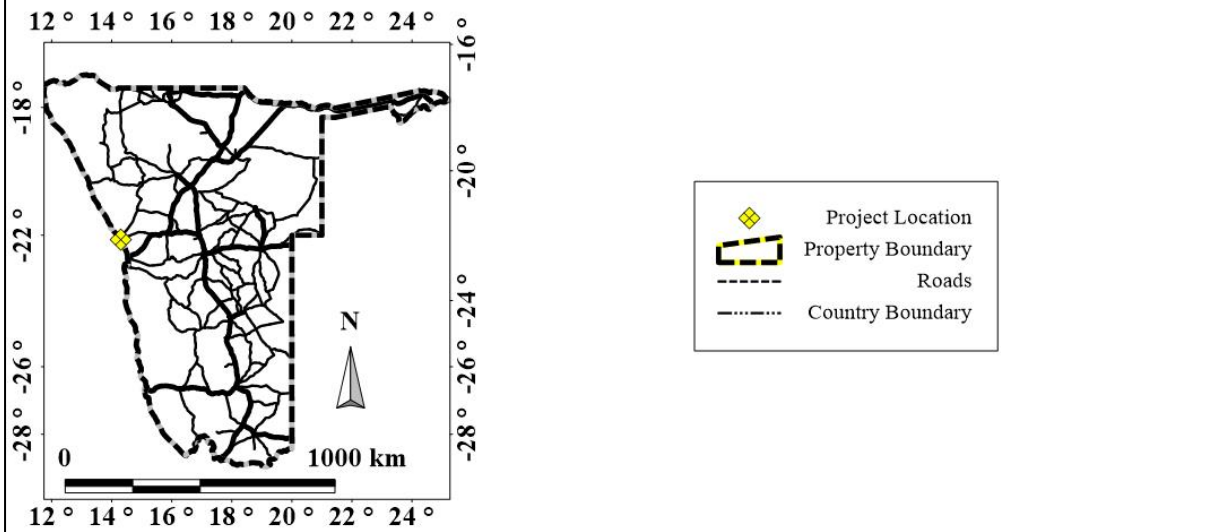 12 ° 14 ° 16 ° 18 ° 20 ° 22 ° 24 °
-16 °
-18 °
-20 °
-22 °
-24 °
-26 °
-26 °
-28 °
-28 °
N
0 1000 km
12 ° 14 ° 16 ° 18 ° 20 ° 22 ° 24 °
Project Location
Property Boundary
Roads
Country Boundary